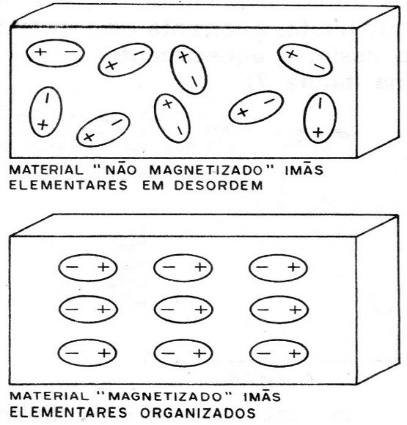 MATERIAL "NÃO MAGNETIZADO" IMÃS
ELEMENTARES EM DESORDEM
MATERIAL "MAGNETIZADO" IMÃS
ELEMENTARES ORGANIZADOS